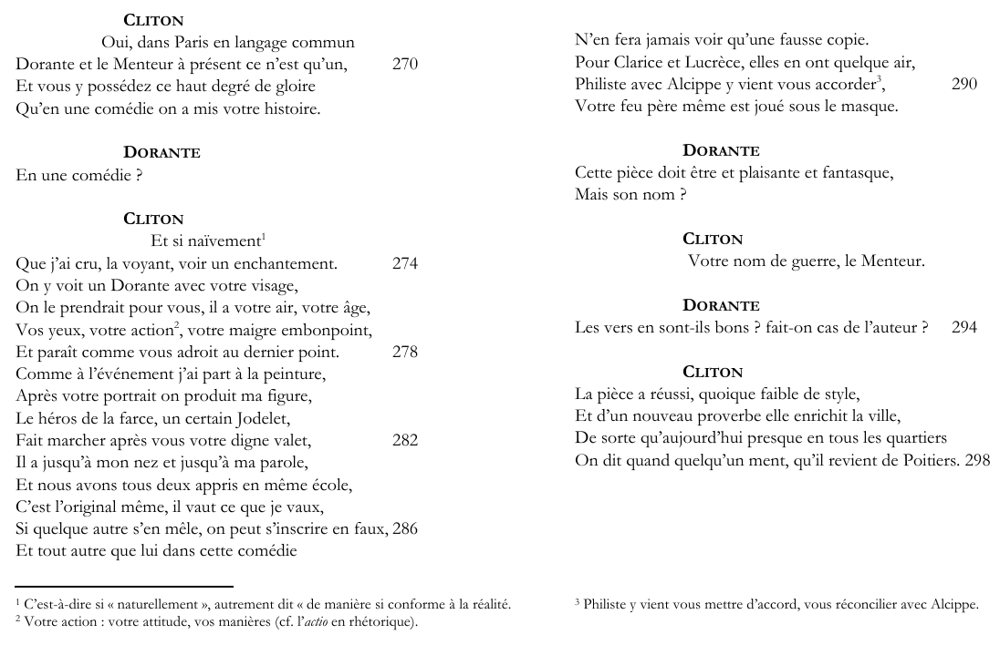 CLITON
Oui, dans Paris en langage commun
Dorante et le Menteur à présent ce n’est qu’un, 270
Et vous y possédez ce haut degré de gloire
Qu’en une comédie on a mis votre histoire.
DORANTE
En une comédie ?
CLITON
Et si naïvement1
Que j’ai cru, la voyant, voir un enchantement. 274
On y voit un Dorante avec votre visage,
On le prendrait pour vous, il a votre air, votre âge,
Vos yeux, votre action2, votre maigre embonpoint,
Et paraît comme vous adroit au dernier point. 278
Comme à l’événement j’ai part à la peinture,
Après votre portrait on produit ma figure,
Le héros de la farce, un certain Jodelet,
Fait marcher après vous votre digne valet, 282
Il a jusqu’à mon nez et jusqu’à ma parole,
Et nous avons tous deux appris en même école,
C’est l’original même, il vaut ce que je vaux,
Si quelque autre s’en mêle, on peut s’inscrire en faux, 286
Et tout autre que lui dans cette comédie
1 C’est-à-dire si « naturellement », autrement dit « de manière si conforme à la réalité.
2 Votre action : votre attitude, vos manières (cf. l’actio en rhétorique).
N’en fera jamais voir qu’une fausse copie.
Pour Clarice et Lucrèce, elles en ont quelque air,
Philiste avec Alcippe y vient vous accorder3, 290
Votre feu père même est joué sous le masque.
DORANTE
Cette pièce doit être et plaisante et fantasque,
Mais son nom ?
CLITON
Votre nom de guerre, le Menteur.
DORANTE
Les vers en sont-ils bons ? fait-on cas de l’auteur ? 294
CLITON
La pièce a réussi, quoique faible de style,
Et d’un nouveau proverbe elle enrichit la ville,
De sorte qu’aujourd’hui presque en tous les quartiers
On dit quand quelqu’un ment, qu’il revient de Poitiers. 298
3 Philiste y vient vous mettre d’accord, vous réconcilier avec Alcippe.